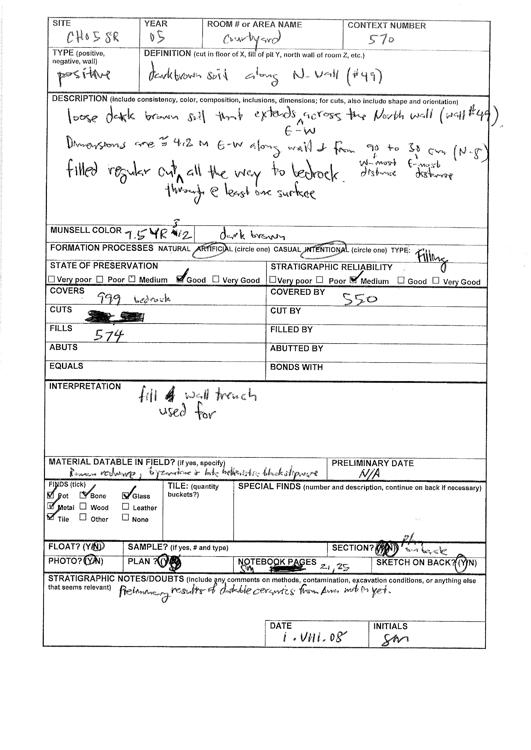 SITE YEAR ROOM # or AREA NAME CONTEXT NUMBER
CHO5SR 05 Courtyard 570
TYPE (positive, negative, wall) DEFINITION (cut in floor of X, fill of pit Y, north wall of room Z, etc.)
positive dark brown soil along N-wall (#49)
DESCRIPTION (include consistency, color, composition, inclusions, dimensions; for cuts, also include shape and orientation)
loose dark brown soil that extends across the North wall (wall #49).
E-W
Dimensions are ≈ 4.2 m E-W along wall & from 90 to 30 cm (N-S)
W-most distance E-most distance
filled regular cut all the way to bedrock.
through @ least one surface
MUNSELL COLOR 7.5YR 3/2 dark brown
FORMATION PROCESSES NATURAL ARTIFICIAL (circle one) CASUAL INTENTIONAL (circle one) TYPE: Filling
STATE OF PRESERVATION STRATIGRAPHIC RELIABILITY
Very poor Poor Medium Good Very Good Very poor Poor Medium Good Very Good
COVERS 999 bedrock COVERED BY 550
CUTS CUT BY
FILLS 574 FILLED BY
ABUTS ABUTTED BY
EQUALS BONDS WITH
INTERPRETATION
fill wall trench
used for
MATERIAL DATABLE IN FIELD? (if yes, specify) PRELIMINARY DATE
Roman redware, byzantine & late hellenistic blackslipware N/A
FINDS (tick) TILE: (quantity buckets?) SPECIAL FINDS (number and description, continue on back if necessary)
Pot Bone Glass
Metal Wood Leather
Tile Other None
FLOAT? (Y/N) SAMPLE? (if yes, # and type) SECTION? (Y/N) plan on back
PHOTO? (Y/N) PLAN? (Y/N) NOTEBOOK PAGES 21, 25 SKETCH ON BACK? (Y/N)
STRATIGRAPHIC NOTES/DOUBTS (include any comments on methods, contamination, excavation conditions, or anything else that seems relevant) Preliminary results of datable ceramics from not in yet.
DATE INITIALS
1.VIII.08 SM